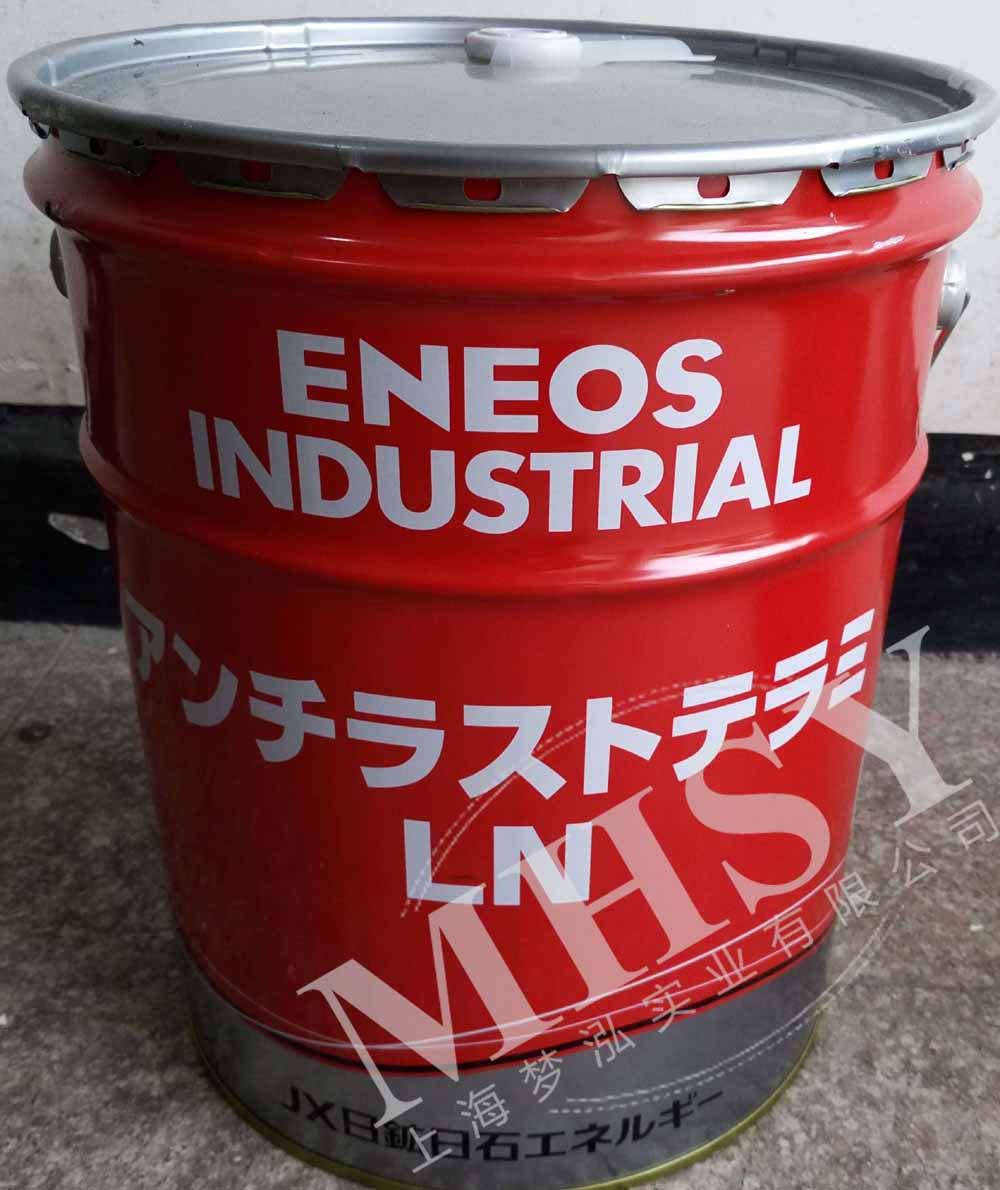 ENEOS
INDUSTRIAL
アンチラストテラミ
LN
JX日鉱日石エネルギー
MHSY
上海梦泓实业有限公司